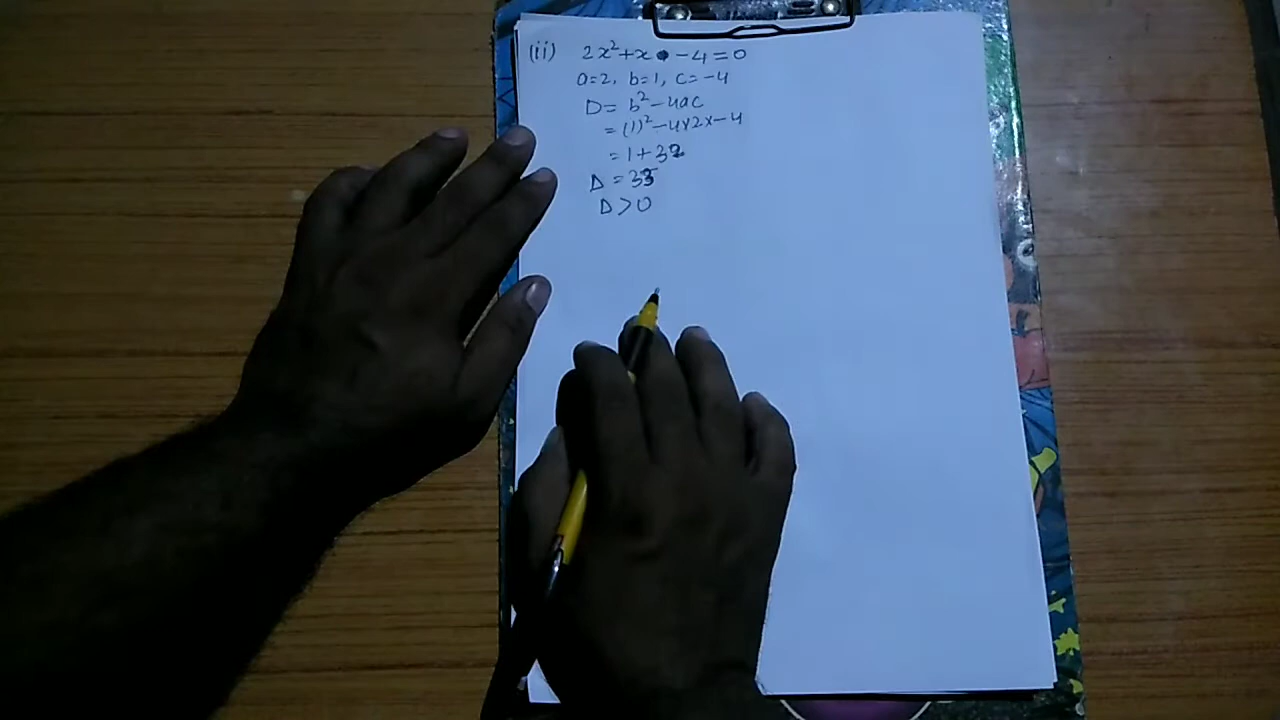 (ii) 2x²+x -4=0
a=2, b=1, c=-4
D= b²-4ac
=(1)²-4×2×-4
=1+32
D=33
D>0